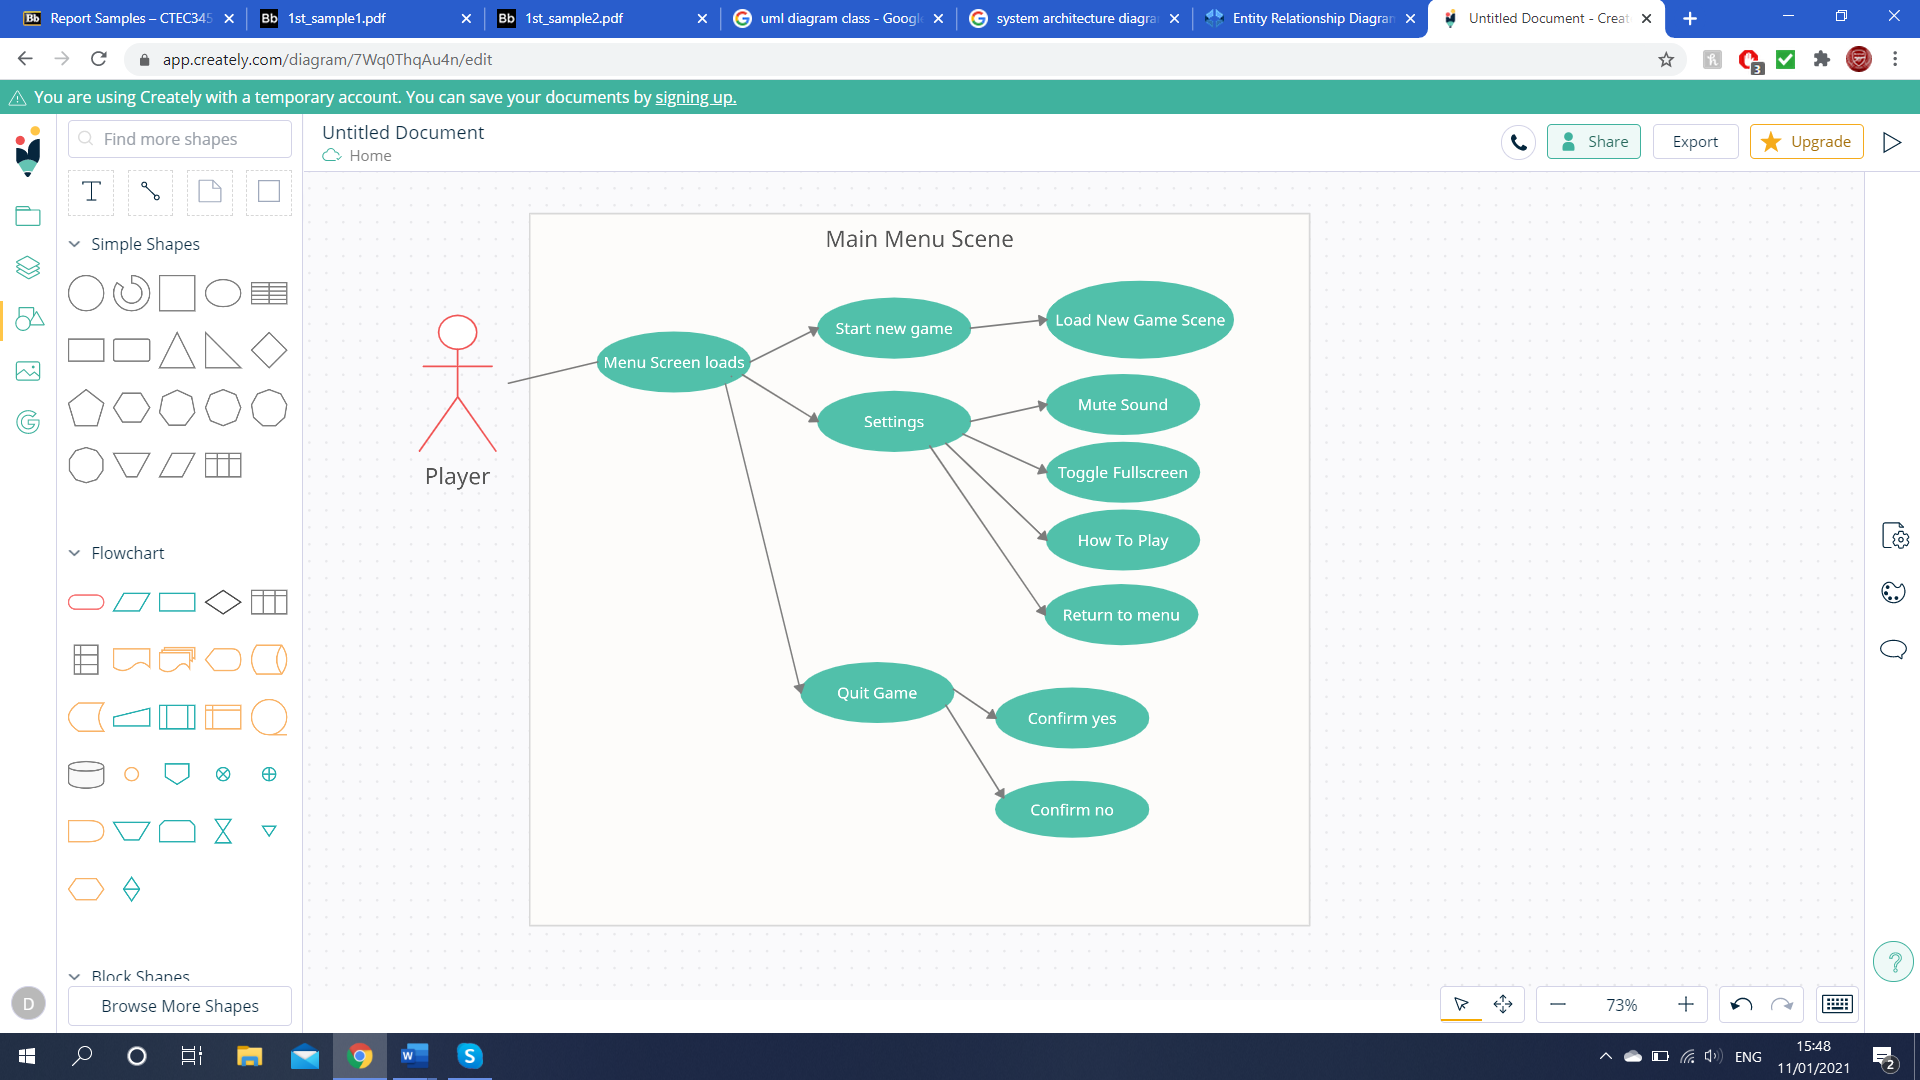 Report Samples – CTEC345
1st_sample1.pdf
1st_sample2.pdf
uml diagram class - Google
system architecture diagra
Entity Relationship Diagram
Untitled Document - Creat
app.creately.com/diagram/7Wq0ThqAu4n/edit
3
You are using Creately with a temporary account. You can save your documents by signing up.
Find more shapes
Untitled Document
Home
Share
Export
Upgrade
T
Simple Shapes
Flowchart
Block Shapes
Browse More Shapes
D
Main Menu Scene
Player
Menu Screen loads
Start new game
Load New Game Scene
Settings
Mute Sound
Toggle Fullscreen
How To Play
Return to menu
Quit Game
Confirm yes
Confirm no
?
73%
ENG
15:48
11/01/2021
2